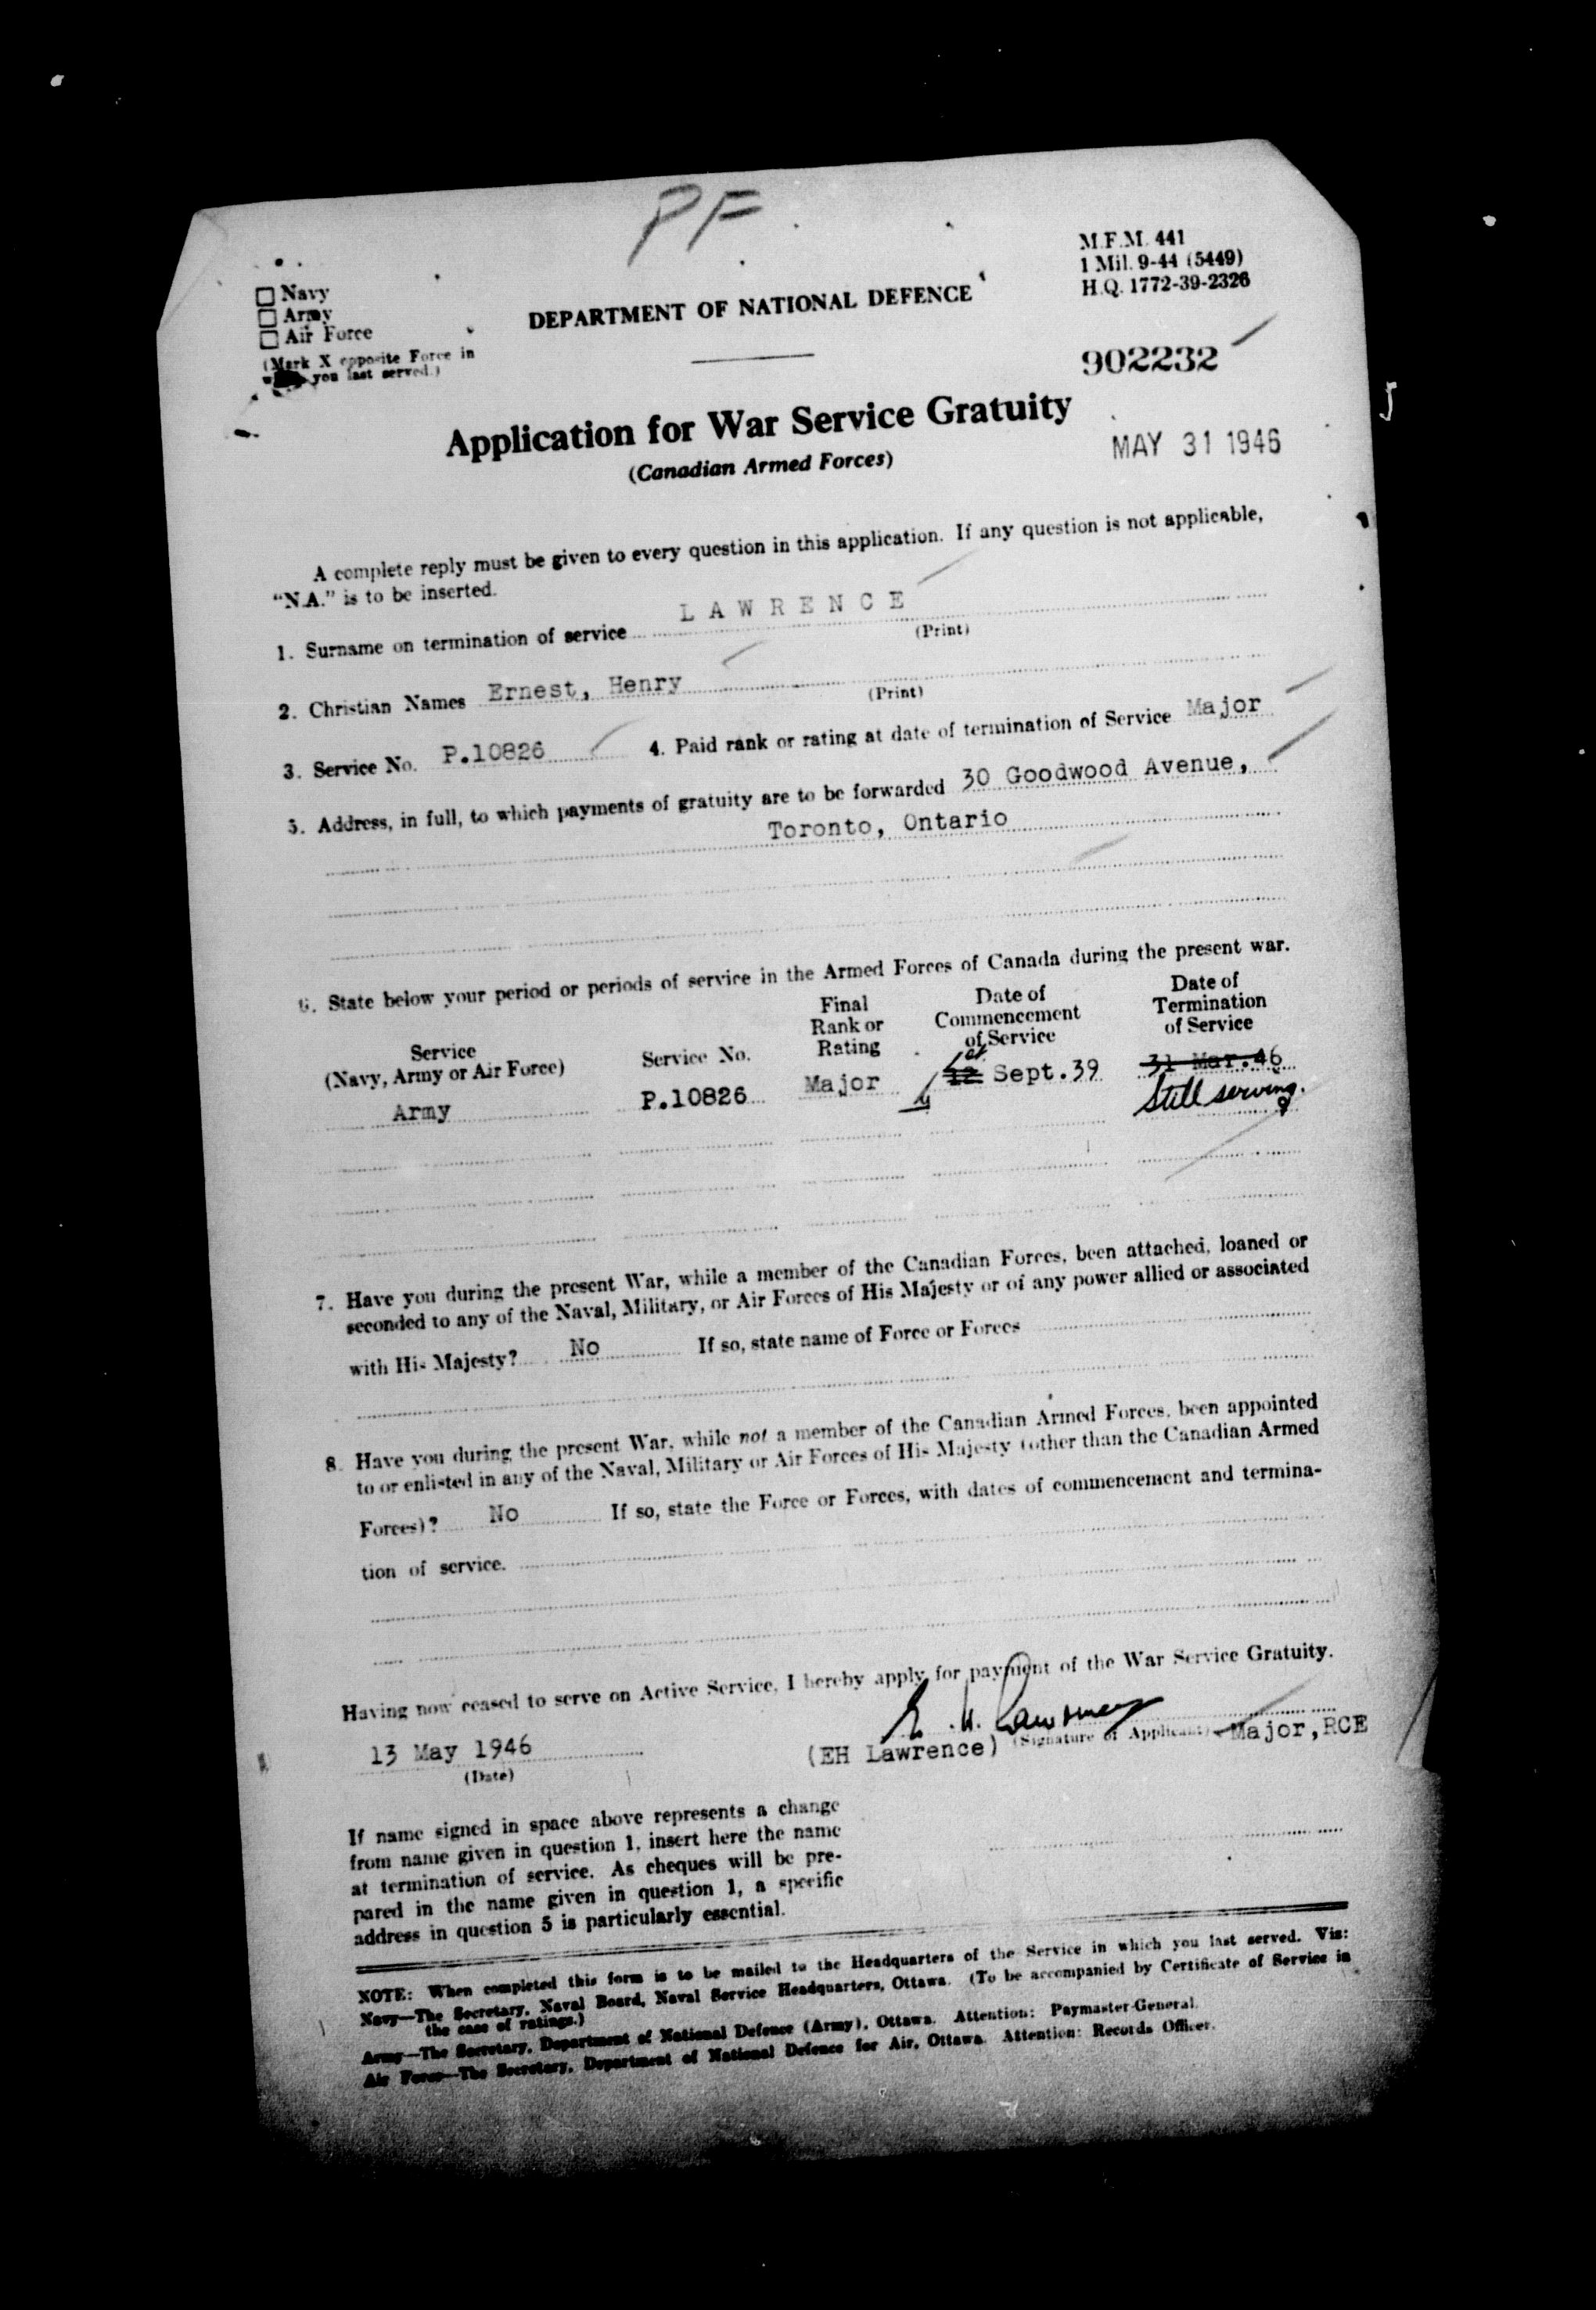 PF
M.F.M. 441
1 Mil. 9-44 (5449)
H.Q. 1772-39-2326
☐ Navy
☐ Army
☐ Air Force
(Mark X opposite Force in
you last served.)
DEPARTMENT OF NATIONAL DEFENCE
902232
Application for War Service Gratuity
(Canadian Armed Forces)
MAY 31 1946
A complete reply must be given to every question in this application. If any question is not applicable,
“N.A.” is to be inserted.
1. Surname on termination of service LAWRENCE
(Print)
2. Christian Names Ernest, Henry
(Print)
3. Service No. P.10826 4. Paid rank or rating at date of termination of Service Major
5. Address, in full, to which payments of gratuity are to be forwarded 30 Goodwood Avenue,
Toronto, Ontario
6. State below your period or periods of service in the Armed Forces of Canada during the present war.
Service
(Navy, Army or Air Force)
Service No.
Final
Rank or
Rating
Date of
Commencement
of Service
Date of
Termination
of Service
Army P.10826 Major 1st 12 Sept.39 31 Mar.46
Still serving.
7. Have you during the present War, while a member of the Canadian Forces, been attached, loaned or
seconded to any of the Naval, Military, or Air Forces of His Majesty or of any power allied or associated
with His Majesty? No If so, state name of Force or Forces
8. Have you during the present War, while not a member of the Canadian Armed Forces, been appointed
to or enlisted in any of the Naval, Military or Air Forces of His Majesty (other than the Canadian Armed
Forces)? No If so, state the Force or Forces, with dates of commencement and termina-
tion of service.
Having now ceased to serve on Active Service, I hereby apply for payment of the War Service Gratuity.
E. H. Lawrence
13 May 1946 (EH Lawrence) (Signature of Applicant) Major,RCE
(Date)
If name signed in space above represents a change
from name given in question 1, insert here the name
at termination of service. As cheques will be pre-
pared in the name given in question 1, a specific
address in question 5 is particularly essential.
NOTE: When completed this form is to be mailed to the Headquarters of the Service in which you last served. Viz:
Navy—The Secretary, Naval Board, Naval Service Headquarters, Ottawa. (To be accompanied by Certificate of Service in
the case of ratings.)
Army—The Secretary, Department of National Defence (Army), Ottawa. Attention: Paymaster-General.
Air Force—The Secretary, Department of National Defence for Air, Ottawa. Attention: Records Officer.